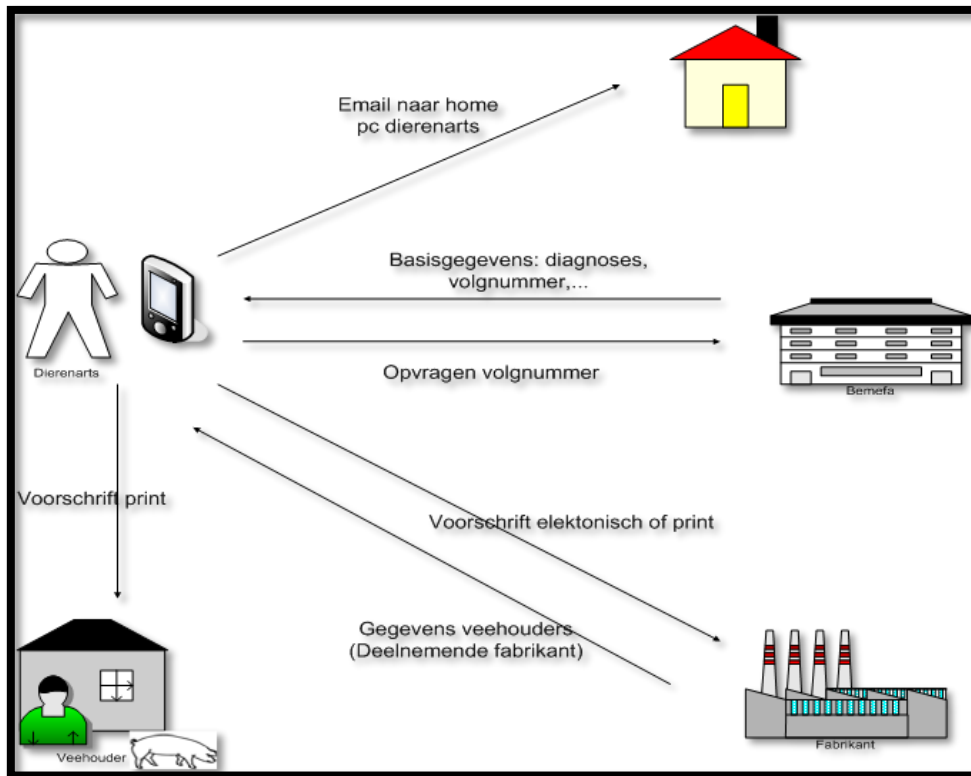 Email naar home
pc dierenarts
Basisgegevens: diagnoses,
volgnummer,...
Dierenarts
Opvragen volgnummer
Bemefa
Voorschrift print
Voorschrift elektonisch of print
Gegevens veehouders
(Deelnemende fabrikant)
Veehouder
Fabrikant